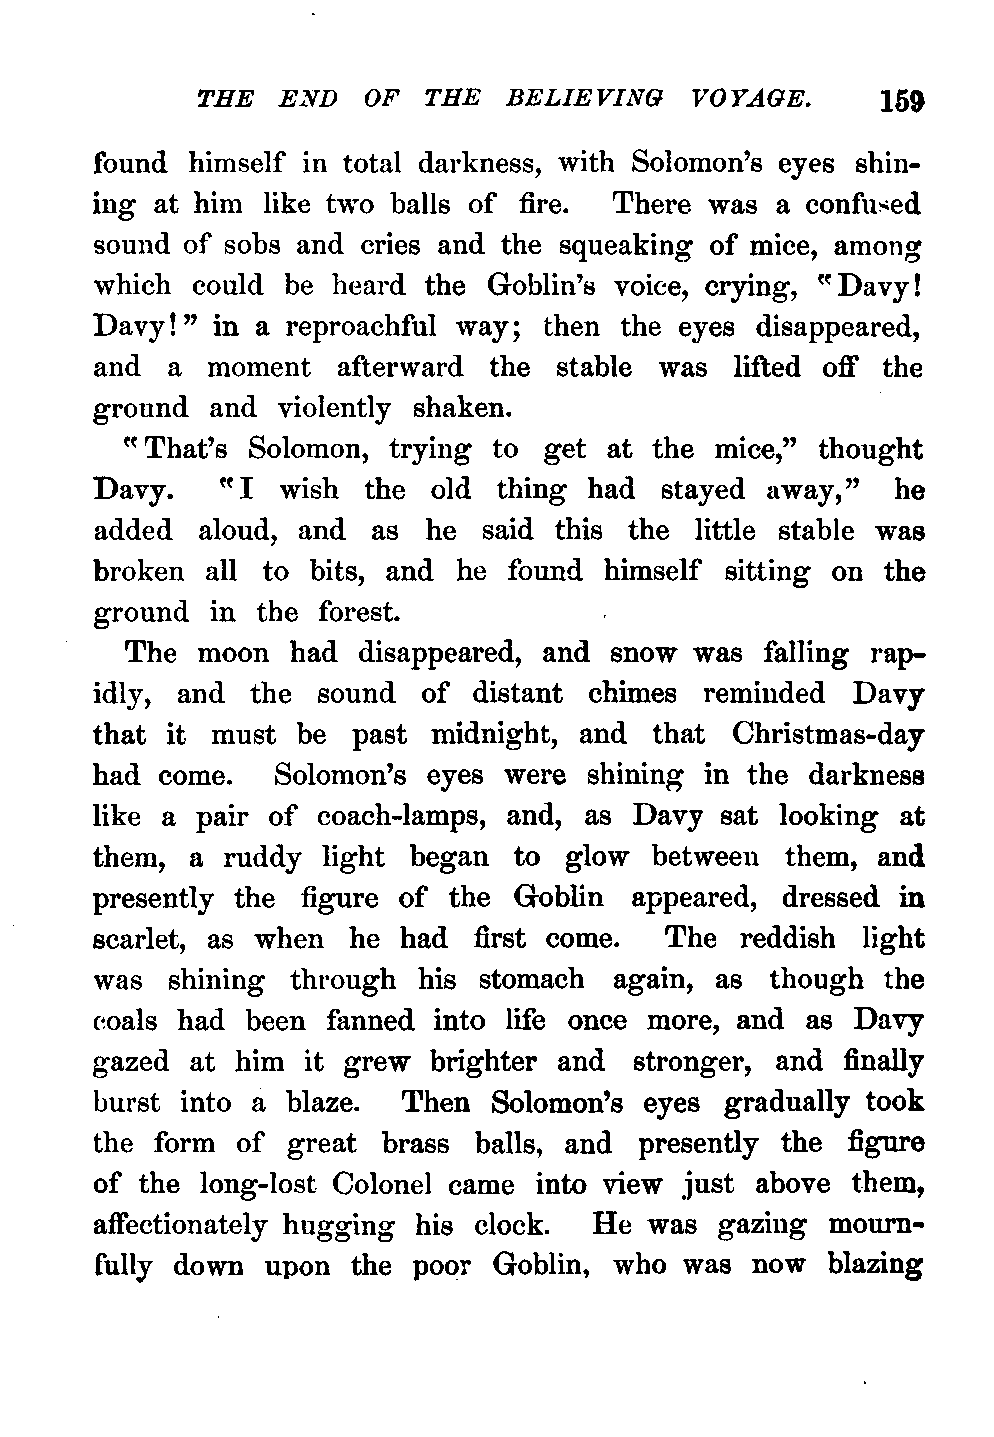 THE END OF THE BELIEVING VOYAGE. 159
found himself in total darkness, with Solomon's eyes shin-
ing at him like two balls of fire. There was a confused
sound of sobs and cries and the squeaking of mice, among
which could be heard the Goblin's voice, crying, "Davy!
Davy!" in a reproachful way; then the eyes disappeared,
and a moment afterward the stable was lifted off the
ground and violently shaken.
"That's Solomon, trying to get at the mice," thought
Davy. "I wish the old thing had stayed away," he
added aloud, and as he said this the little stable was
broken all to bits, and he found himself sitting on the
ground in the forest.
The moon had disappeared, and snow was falling rap-
idly, and the sound of distant chimes reminded Davy
that it must be past midnight, and that Christmas-day
had come. Solomon's eyes were shining in the darkness
like a pair of coach-lamps, and, as Davy sat looking at
them, a ruddy light began to glow between them, and
presently the figure of the Goblin appeared, dressed in
scarlet, as when he had first come. The reddish light
was shining through his stomach again, as though the
coals had been fanned into life once more, and as Davy
gazed at him it grew brighter and stronger, and finally
burst into a blaze. Then Solomon's eyes gradually took
the form of great brass balls, and presently the figure
of the long-lost Colonel came into view just above them,
affectionately hugging his clock. He was gazing mourn-
fully down upon the poor Goblin, who was now blazing